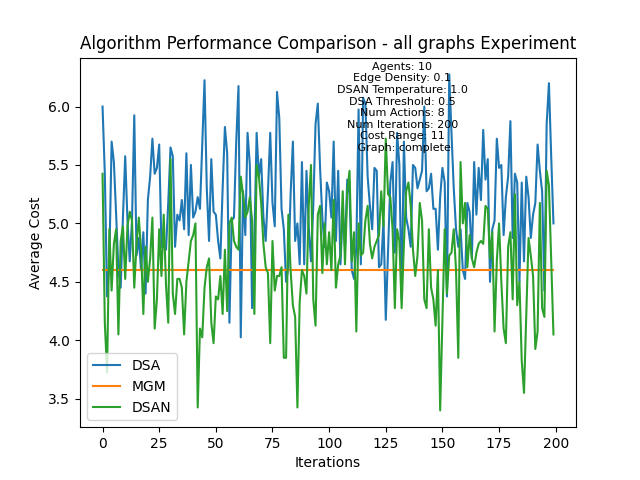 Algorithm Performance Comparison - all graphs Experiment
Agents: 10
Edge Density: 0.1
DSAN Temperature: 1.0
DSA Threshold: 0.5
Num Actions: 8
Num Iterations: 200
Cost Range: 11
Graph: complete
6.0
5.5
5.0
4.5
4.0
3.5
Average Cost
DSA
MGM
DSAN
0
25
50
75
100
125
150
175
200
Iterations